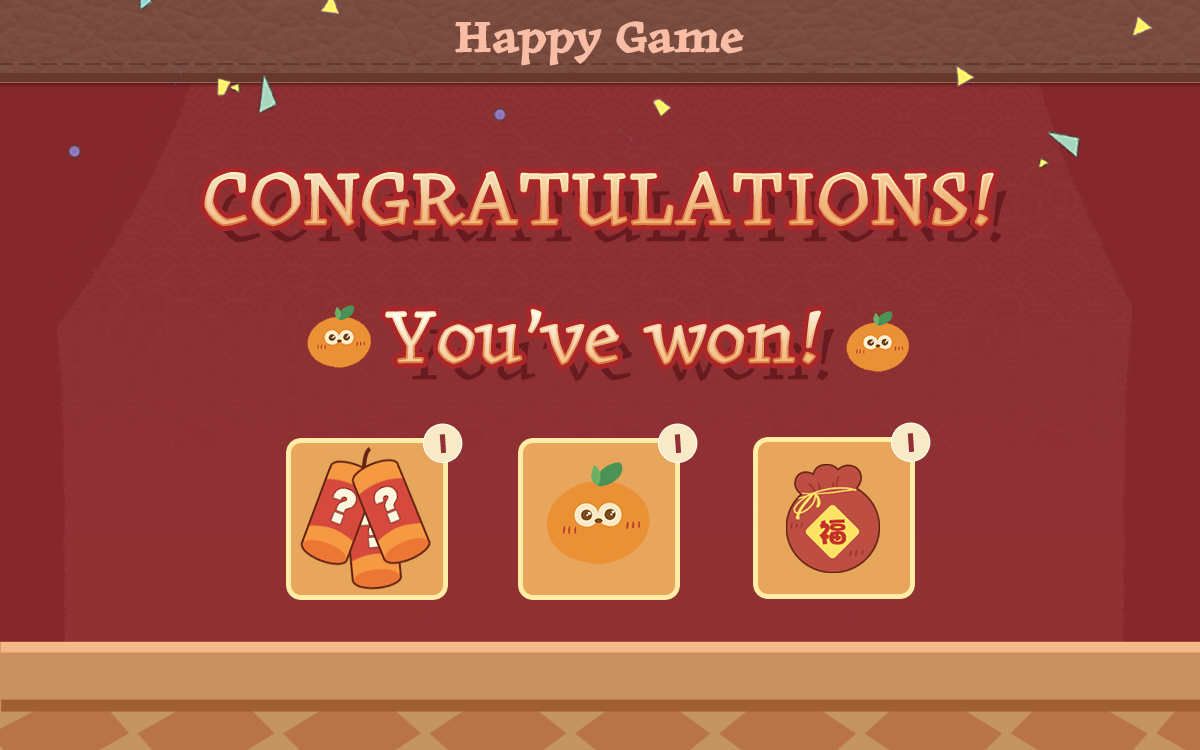 Happy Game
CONGRATULATIONS!
You've won!
1 1 1
? ? ?
福